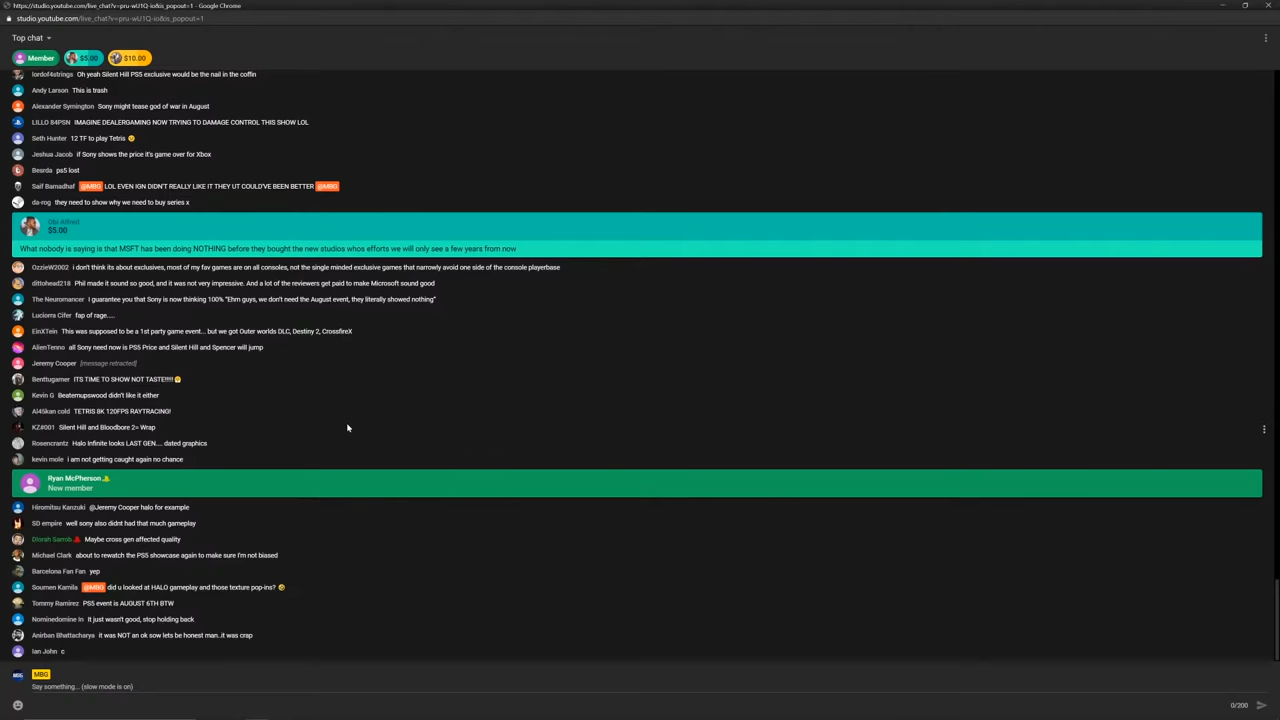 https://studio.youtube.com/live_chat?v=pru-wU1Q-io&is_popout=1 - Google Chrome
studio.youtube.com/live_chat?v=pru-wU1Q-io&is_popout=1
Top chat
Member $5.00 $10.00
lordof4strings Oh yeah Silent Hill PS5 exclusive would be the nail in the coffin
Andy Larson This is trash
Alexander Symington Sony might tease god of war in August
LILLO 84PSN IMAGINE DEALERGAMING NOW TRYING TO DAMAGE CONTROL THIS SHOW LOL
Seth Hunter 12 TF to play Tetris 😉
Jeshua Jacob if Sony shows the price it's game over for Xbox
Besrda ps5 lost
Saif Bamadhaf @MBG LOL EVEN IGN DIDN'T REALLY LIKE IT THEY UT COULD'VE BEEN BETTER @MBG
da-rog they need to show why we need to buy series x
Obi Alfred
$5.00
What nobody is saying is that MSFT has been doing NOTHING before they bought the new studios whos efforts we will only see a few years from now
OzzieW2002 i don't think its about exclusives, most of my fav games are on all consoles, not the single minded exclusive games that narrowly avoid one side of the console playerbase
dittohead218 Phil made it sound so good, and it was not very impressive. And a lot of the reviewers get paid to make Microsoft sound good
The Neuromancer I guarantee you that Sony is now thinking 100% "Ehm guys, we don't need the August event, they literally showed nothing"
Luciorra Cifer fap of rage.....
EinXTein This was supposed to be a 1st party game event... but we got Outer worlds DLC, Destiny 2, CrossfireX
AlienTenno all Sony need now is PS5 Price and Silent Hill and Spencer will jump
Jeremy Cooper [message retracted]
Benttugamer ITS TIME TO SHOW NOT TASTE!!!!! 🤗
Kevin G Beatemupswood didn't like it either
Al45kan cold TETRIS 8K 120FPS RAYTRACING!
KZ#001 Silent Hill and Bloodbore 2= Wrap
Rosencrantz Halo Infinite looks LAST GEN.... dated graphics
kevin mole i am not getting caught again no chance
Ryan McPherson
New member
Hiromitsu Kanzuki @Jeremy Cooper halo for example
SD empire well sony also didnt had that much gameplay
Diorah Sarrob Maybe cross gen affected quality
Michael Clark about to rewatch the PS5 showcase again to make sure I'm not biased
Barcelona Fan Fan yep
Soumen Kamila @MBG did u looked at HALO gameplay and those texture pop-ins? 🤣
Tommy Ramirez PS5 event is AUGUST 6TH BTW
Nominedomine In It just wasn't good, stop holding back
Anirban Bhattacharya it was NOT an ok sow lets be honest man..it was crap
Ian John c
MBG
Say something... (slow mode is on)
0/200